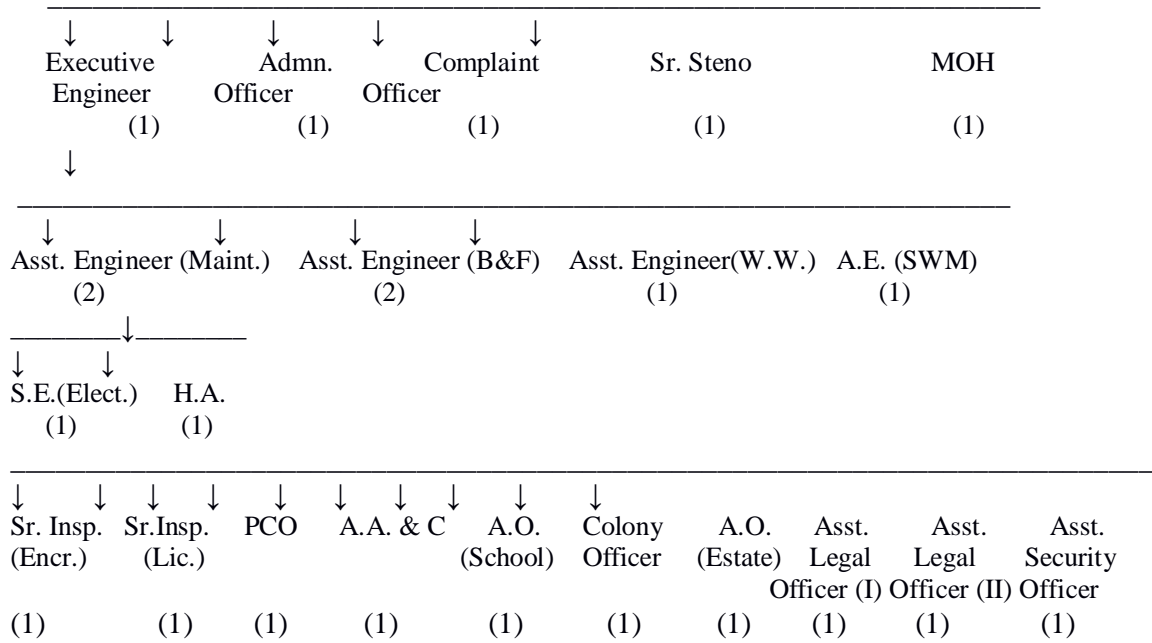 ↓ ↓ ↓ ↓ ↓
Executive Admn. Complaint Sr. Steno MOH
Engineer Officer Officer
(1) (1) (1) (1) (1)
↓
↓ ↓ ↓ ↓
Asst. Engineer (Maint.) Asst. Engineer (B&F) Asst. Engineer(W.W.) A.E. (SWM)
(2) (2) (1) (1)
↓
↓ ↓
S.E.(Elect.) H.A.
(1) (1)
↓ ↓ ↓ ↓ ↓ ↓ ↓ ↓ ↓ ↓
Sr. Insp. Sr.Insp. PCO A.A. & C A.O. Colony A.O. Asst. Asst. Asst.
(Encr.) (Lic.) (School) Officer (Estate) Legal Legal Security
Officer (I) Officer (II) Officer
(1) (1) (1) (1) (1) (1) (1) (1) (1) (1)